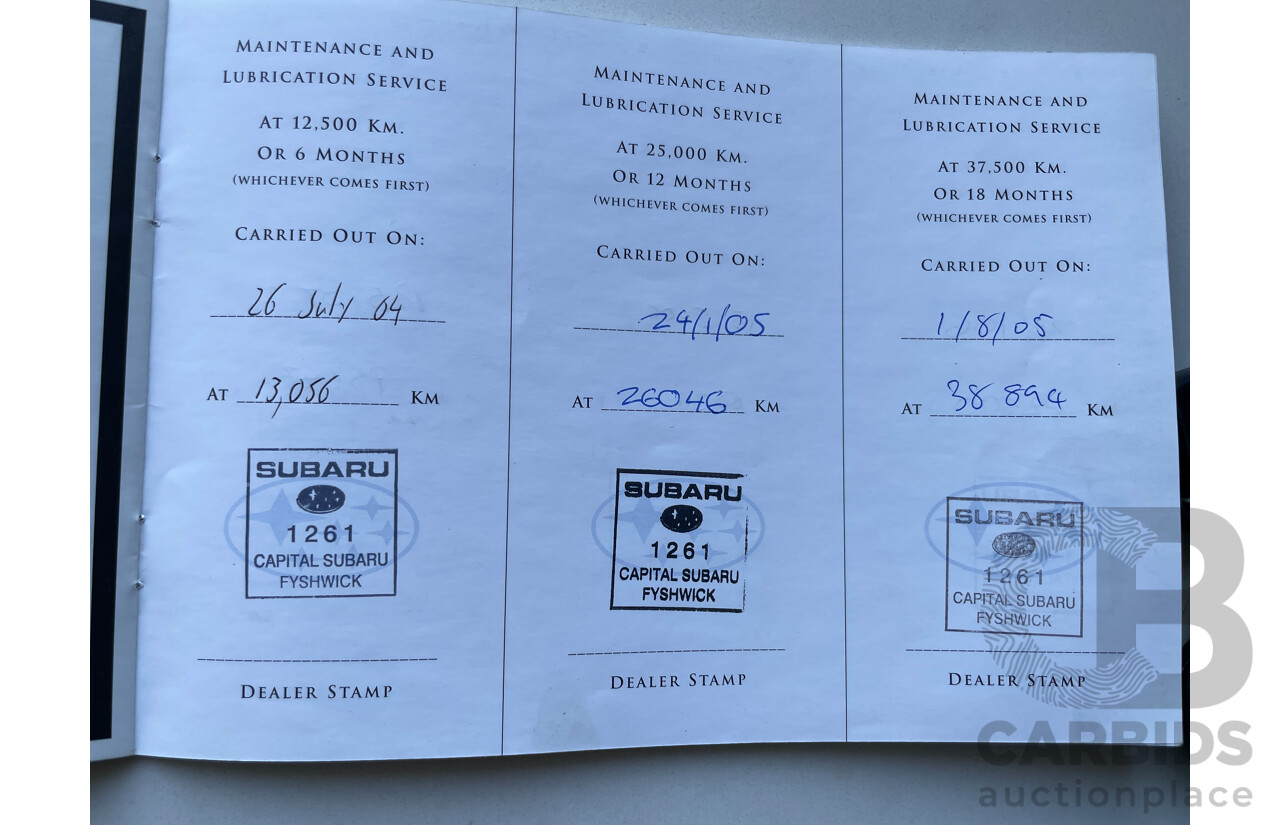 MAINTENANCE AND
LUBRICATION SERVICE
AT 12,500 KM.
OR 6 MONTHS
(WHICHEVER COMES FIRST)
CARRIED OUT ON:
26 July 04
AT 13,056 KM
SUBARU
1261
CAPITAL SUBARU
FYSHWICK
DEALER STAMP
MAINTENANCE AND
LUBRICATION SERVICE
AT 25,000 KM.
OR 12 MONTHS
(WHICHEVER COMES FIRST)
CARRIED OUT ON:
24/1/05
AT 26046 KM
SUBARU
1261
CAPITAL SUBARU
FYSHWICK
DEALER STAMP
MAINTENANCE AND
LUBRICATION SERVICE
AT 37,500 KM.
OR 18 MONTHS
(WHICHEVER COMES FIRST)
CARRIED OUT ON:
1/8/05
AT 38 894 KM
SUBARU
1261
CAPITAL SUBARU
FYSHWICK
DEALER STAMP
B
CARBIDS
auctionplace